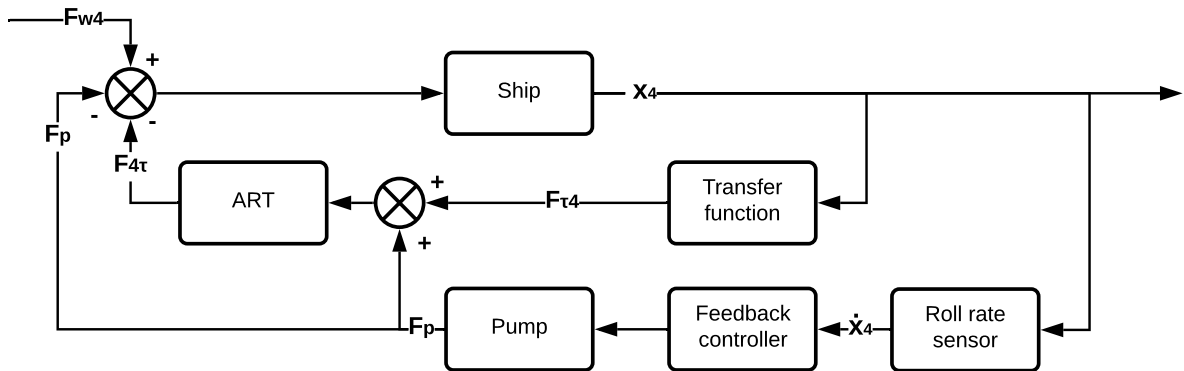 Fw4
+
Ship
x4
-
-
Fp
F4τ
ART
+
Fτ4
Transfer
function
+
Fp
Pump
Feedback
controller
ẋ4
Roll rate
sensor